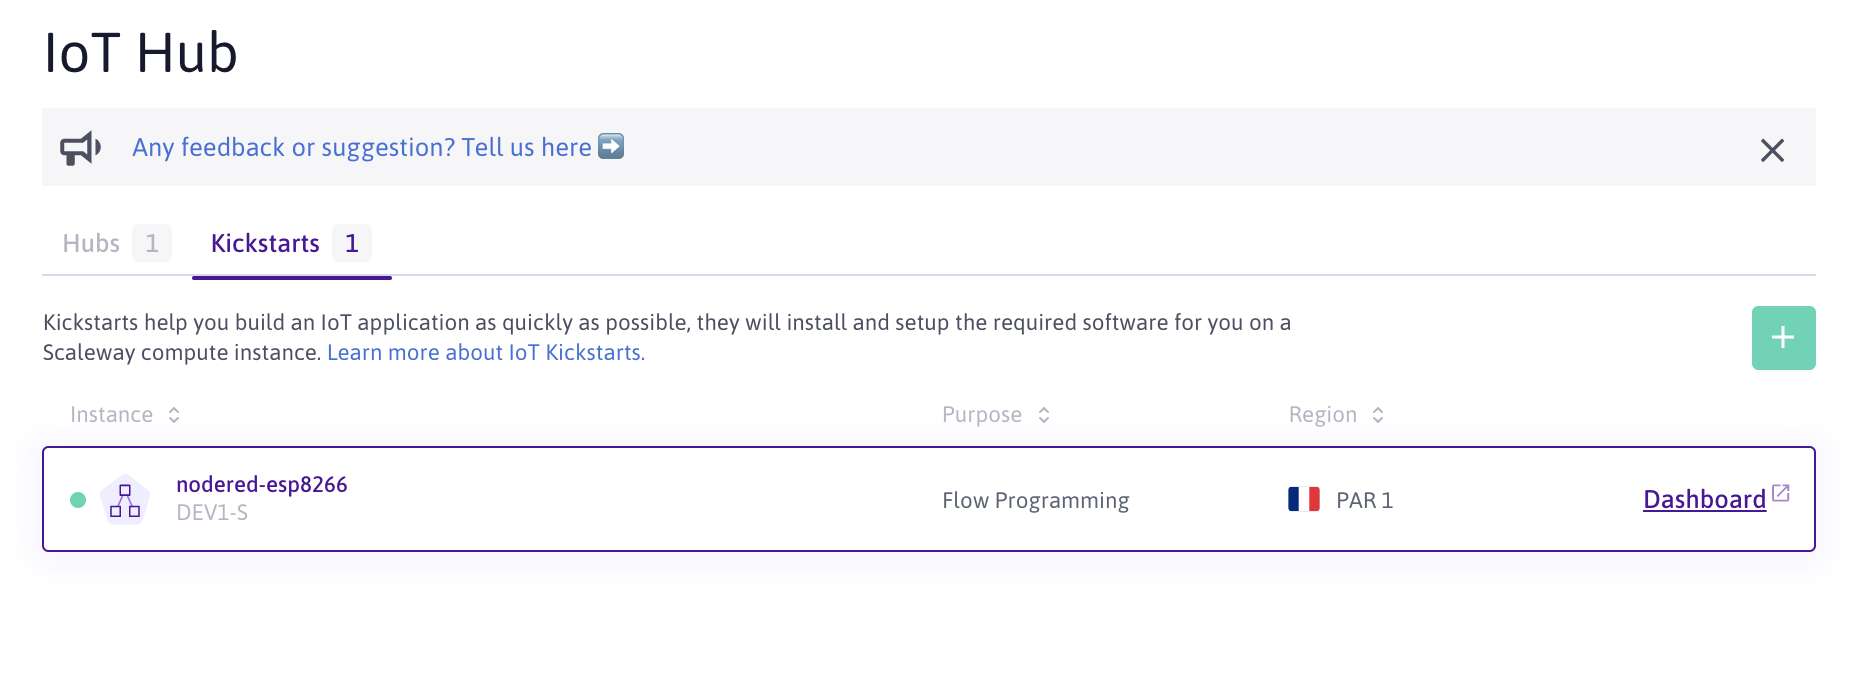 IoT Hub
Any feedback or suggestion? Tell us here ➡️
Hubs 1 Kickstarts 1
Kickstarts help you build an IoT application as quickly as possible, they will install and setup the required software for you on a
Scaleway compute instance. Learn more about IoT Kickstarts.
Instance Purpose Region
nodered-esp8266
DEV1-S
Flow Programming
PAR 1
Dashboard